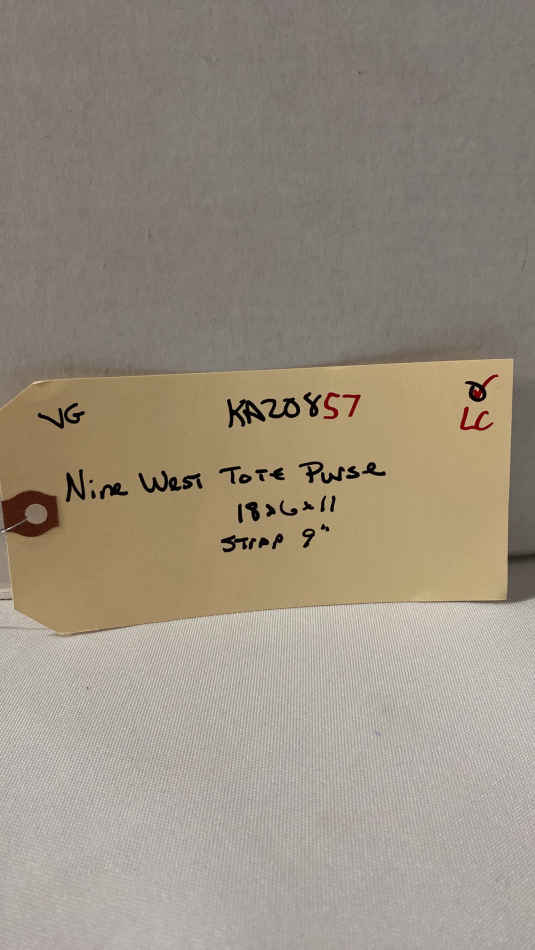 VG
KA20857
LC
Nine West Tote Purse
18x6x11
STRAP 9"